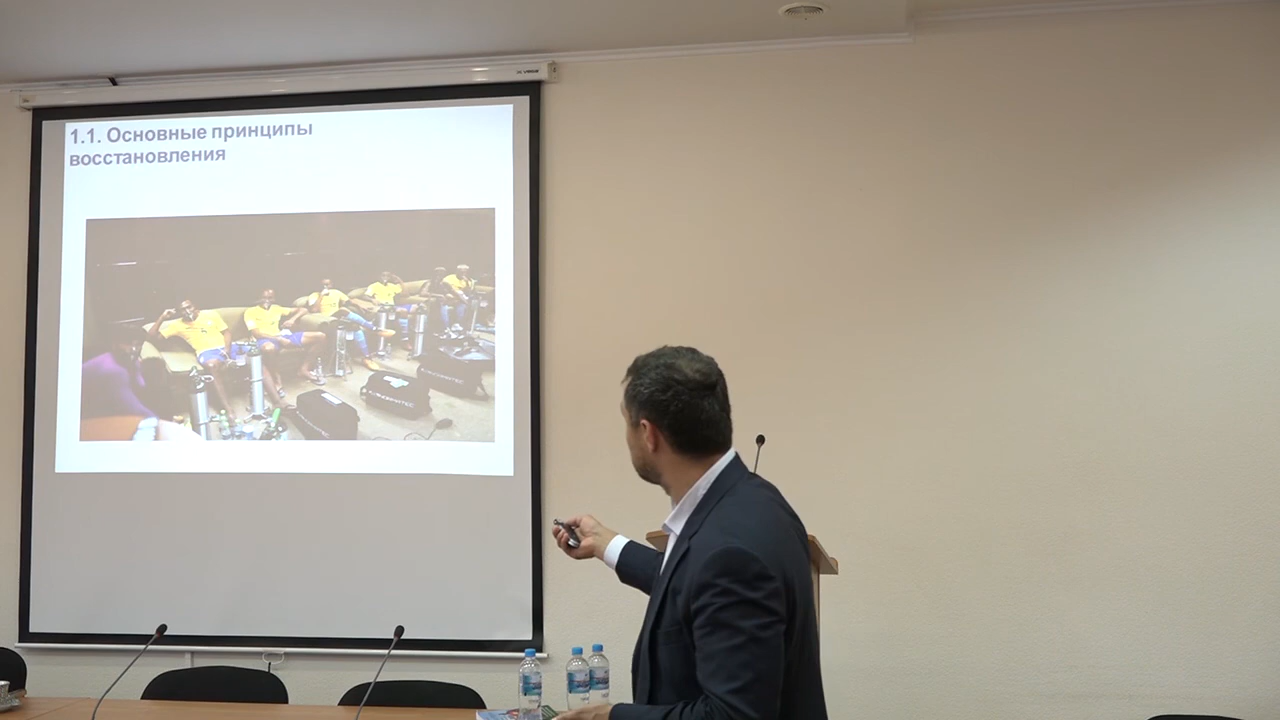 1.1. Основные принципы
восстановления